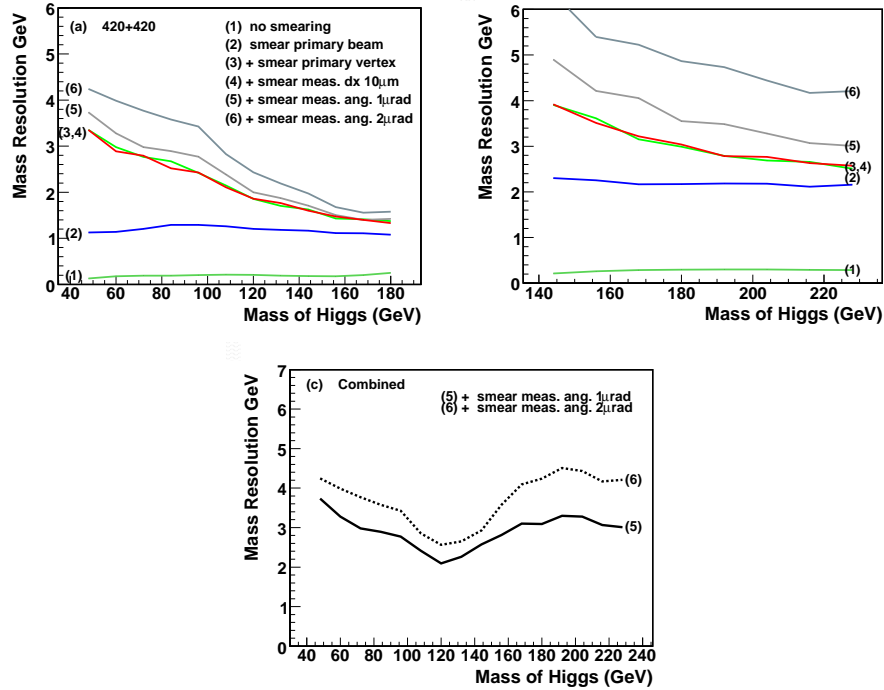 (a) 420+420
(1) no smearing
(2) smear primary beam
(3) + smear primary vertex
(4) + smear meas. dx 10μm
(5) + smear meas. ang. 1μrad
(6) + smear meas. ang. 2μrad
Mass Resolution GeV
6
5
4
3
2
1
0
(6)
(5)
(3,4)
(2)
(1)
40 60 80 100 120 140 160 180
Mass of Higgs (GeV)
Mass Resolution GeV
6
5
4
3
2
1
0
(6)
(5)
(3,4)
(2)
(1)
140 160 180 200 220
Mass of Higgs (GeV)
(c) Combined
(5) + smear meas. ang. 1μrad
(6) + smear meas. ang. 2μrad
Mass Resolution GeV
7
6
5
4
3
2
1
0
(6)
(5)
40 60 80 100 120 140 160 180 200 220 240
Mass of Higgs (GeV)